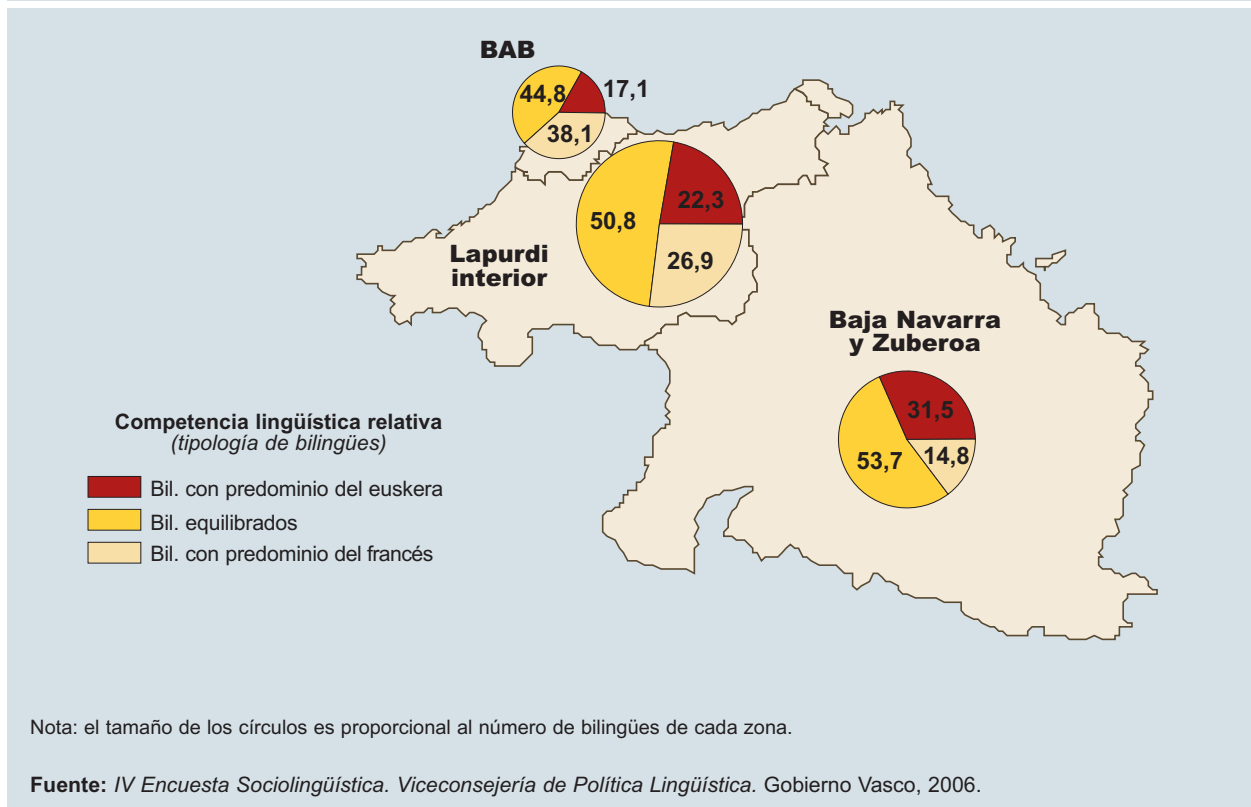 BAB
44,8
17,1
38,1
50,8
22,3
26,9
Lapurdi
interior
Baja Navarra
y Zuberoa
31,5
53,7
14,8
Competencia lingüística relativa
(tipología de bilingües)
Bil. con predominio del euskera
Bil. equilibrados
Bil. con predominio del francés
Nota: el tamaño de los círculos es proporcional al número de bilingües de cada zona.
Fuente: IV Encuesta Sociolingüística. Viceconsejería de Política Lingüística. Gobierno Vasco, 2006.